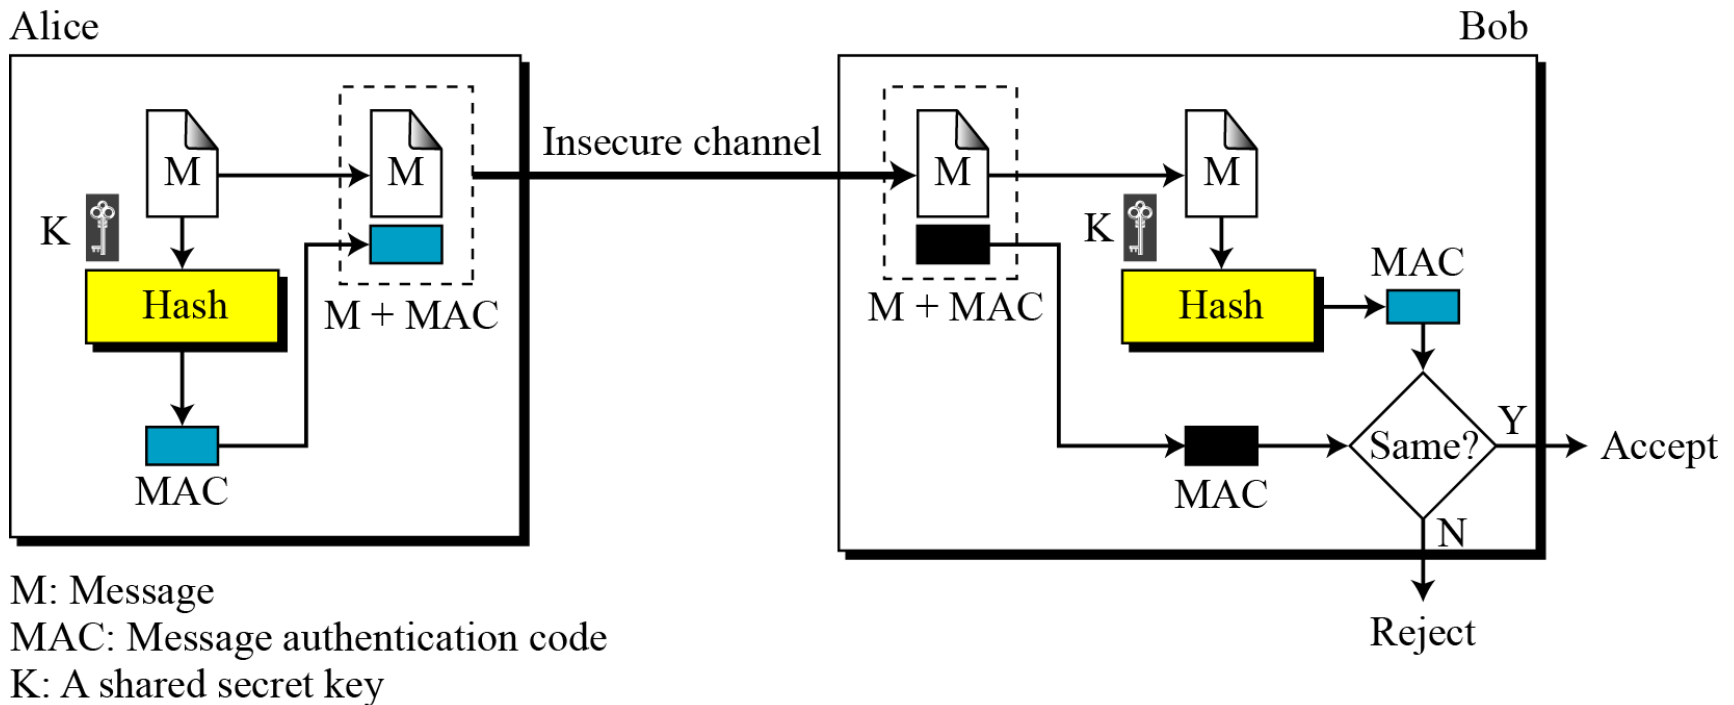 Alice
Bob
M
M
Insecure channel
M
M
K
K
Hash
M + MAC
M + MAC
Hash
MAC
MAC
MAC
Same?
Y
Accept
N
Reject
M: Message
MAC: Message authentication code
K: A shared secret key